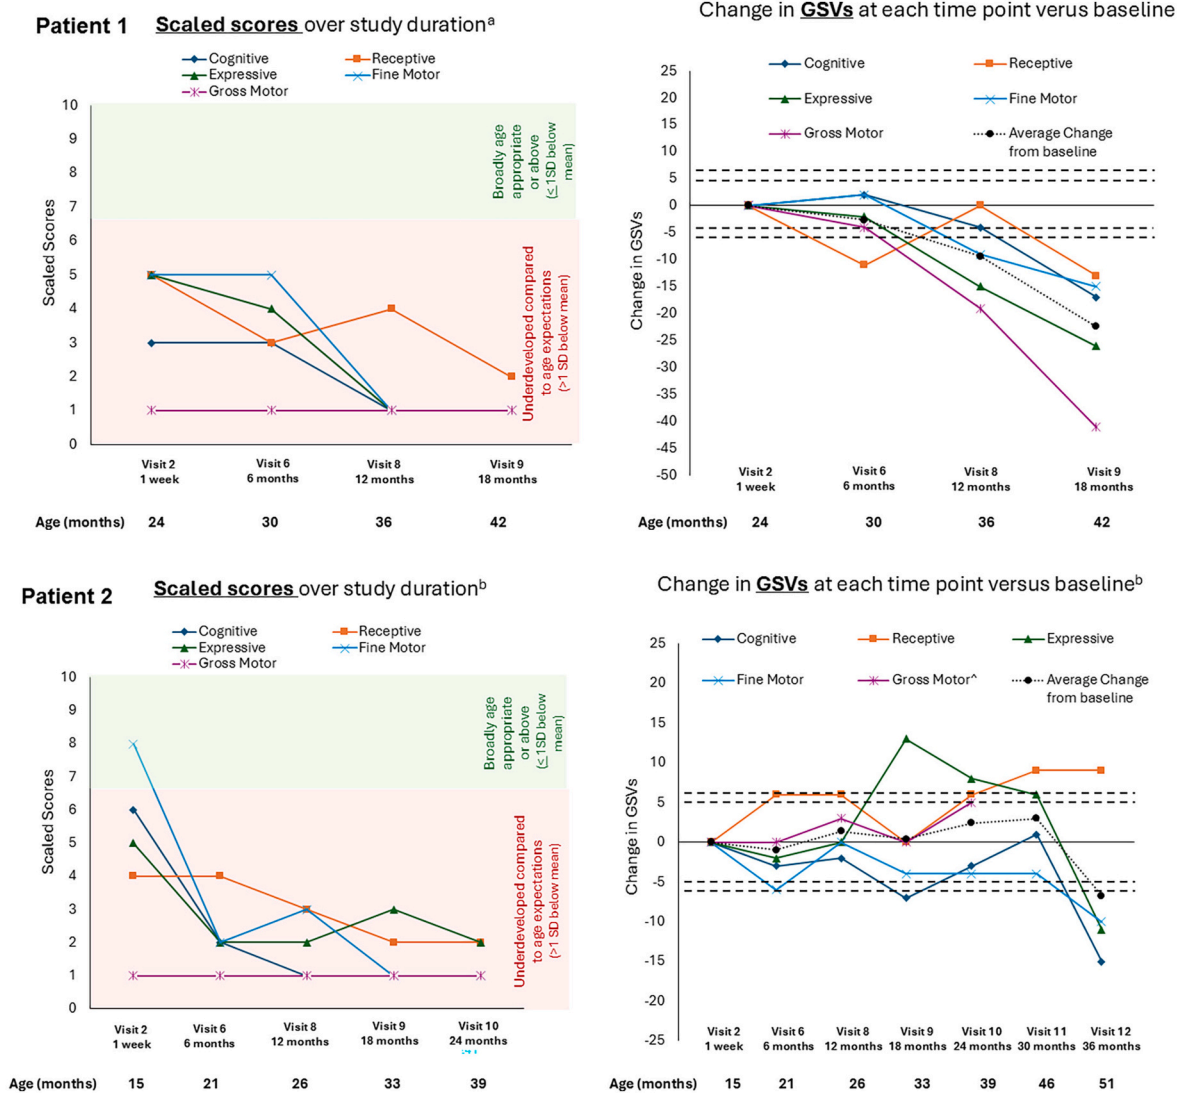 Patient 1
Scaled scores over study durationᵃ
Cognitive
Receptive
Expressive
Fine Motor
Gross Motor
10
9
8
7
6
5
4
3
2
1
0
Scaled Scores
Broadly age
appropriate
or above
(≤1SD below
mean)
Underdeveloped compared
to age expectations
(>1 SD below mean)
Visit 2
1 week
Visit 6
6 months
Visit 8
12 months
Visit 9
18 months
Age (months) 24 30 36 42
Change in GSVs at each time point verus baseline
Cognitive
Receptive
Expressive
Fine Motor
Gross Motor
Average Change
from baseline
25
20
15
10
5
0
-5
-10
-15
-20
-25
-30
-35
-40
-45
-50
Change in GSVs
Visit 2
1 week
Visit 6
6 months
Visit 8
12 months
Visit 9
18 months
Age (months) 24 30 36 42
Patient 2
Scaled scores over study durationᵇ
Cognitive
Receptive
Expressive
Fine Motor
Gross Motor
10
9
8
7
6
5
4
3
2
1
0
Scaled Scores
Broadly age
appropriate
or above
(≤1SD below
mean)
Underdeveloped compared
to age expectations
(>1 SD below mean)
Visit 2
1 week
Visit 6
6 months
Visit 8
12 months
Visit 9
18 months
Visit 10
24 months
Age (months) 15 21 26 33 39
Change in GSVs at each time point versus baselineᵇ
Cognitive
Receptive
Expressive
Fine Motor
Gross Motor^
Average Change
from baseline
25
20
15
10
5
0
-5
-10
-15
-20
-25
Change in GSVs
Visit 2
1 week
Visit 6
6 months
Visit 8
12 months
Visit 9
18 months
Visit 10
24 months
Visit 11
30 months
Visit 12
36 months
Age (months) 15 21 26 33 39 46 51